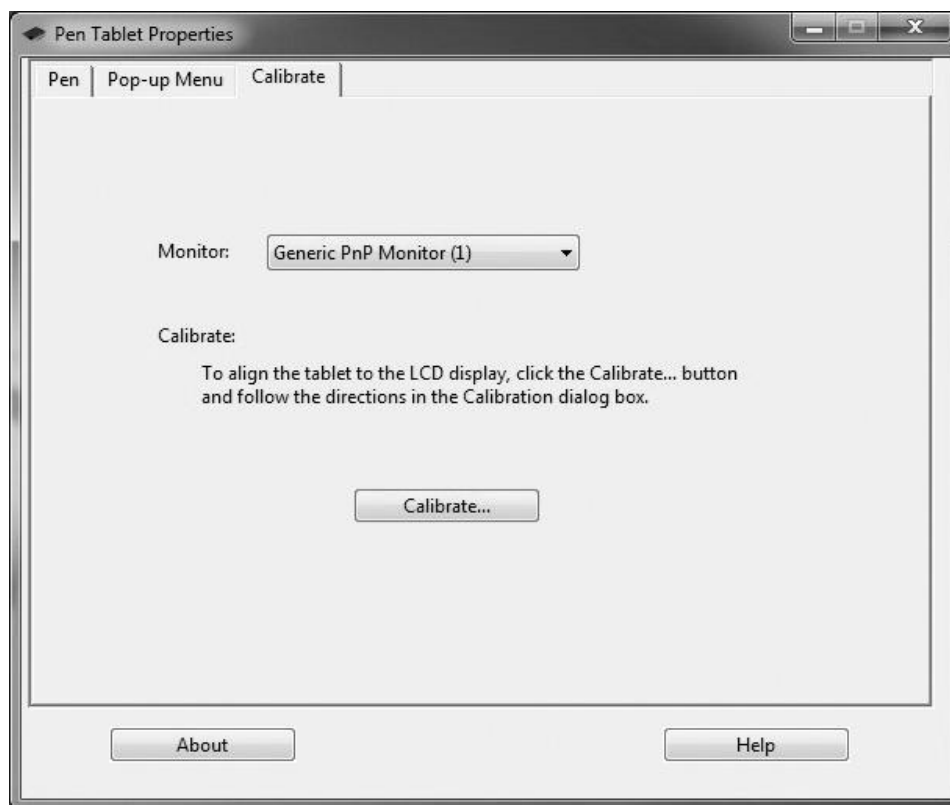 Pen Tablet Properties
Pen
Pop-up Menu
Calibrate
Monitor:
Generic PnP Monitor (1)
Calibrate:
To align the tablet to the LCD display, click the Calibrate... button
and follow the directions in the Calibration dialog box.
Calibrate...
About
Help